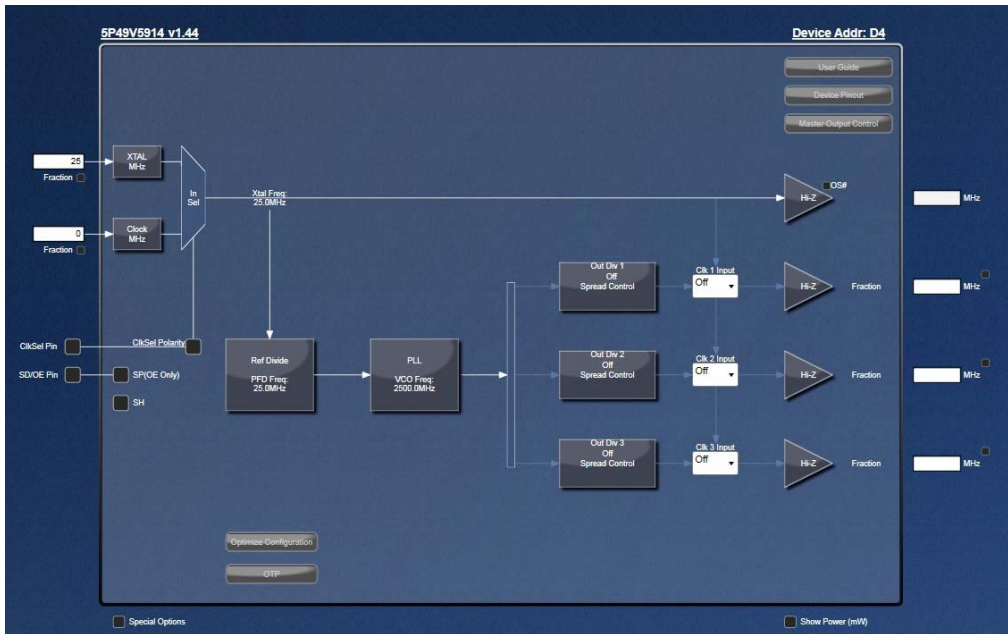 5P49V5914 v1.44
Device Addr: D4
User Guide
Device Pinout
Master Output Control
25
Fraction
XTAL
MHz
In
Sel
Xtal Freq:
25.0MHz
Hi-Z
OS#
MHz
0
Fraction
Clock
MHz
Out Div 1
Off
Spread Control
Clk 1 Input
Off
Hi-Z
Fraction
MHz
ClkSel Pin
ClkSel Polarity
SD/OE Pin
SP(OE Only)
SH
Ref Divide
PFD Freq:
25.0MHz
PLL
VCO Freq:
2500.0MHz
Out Div 2
Off
Spread Control
Clk 2 Input
Off
Hi-Z
Fraction
MHz
Out Div 3
Off
Spread Control
Clk 3 Input
Off
Hi-Z
Fraction
MHz
Optimize Configuration
OTP
Special Options
Show Power (mW)